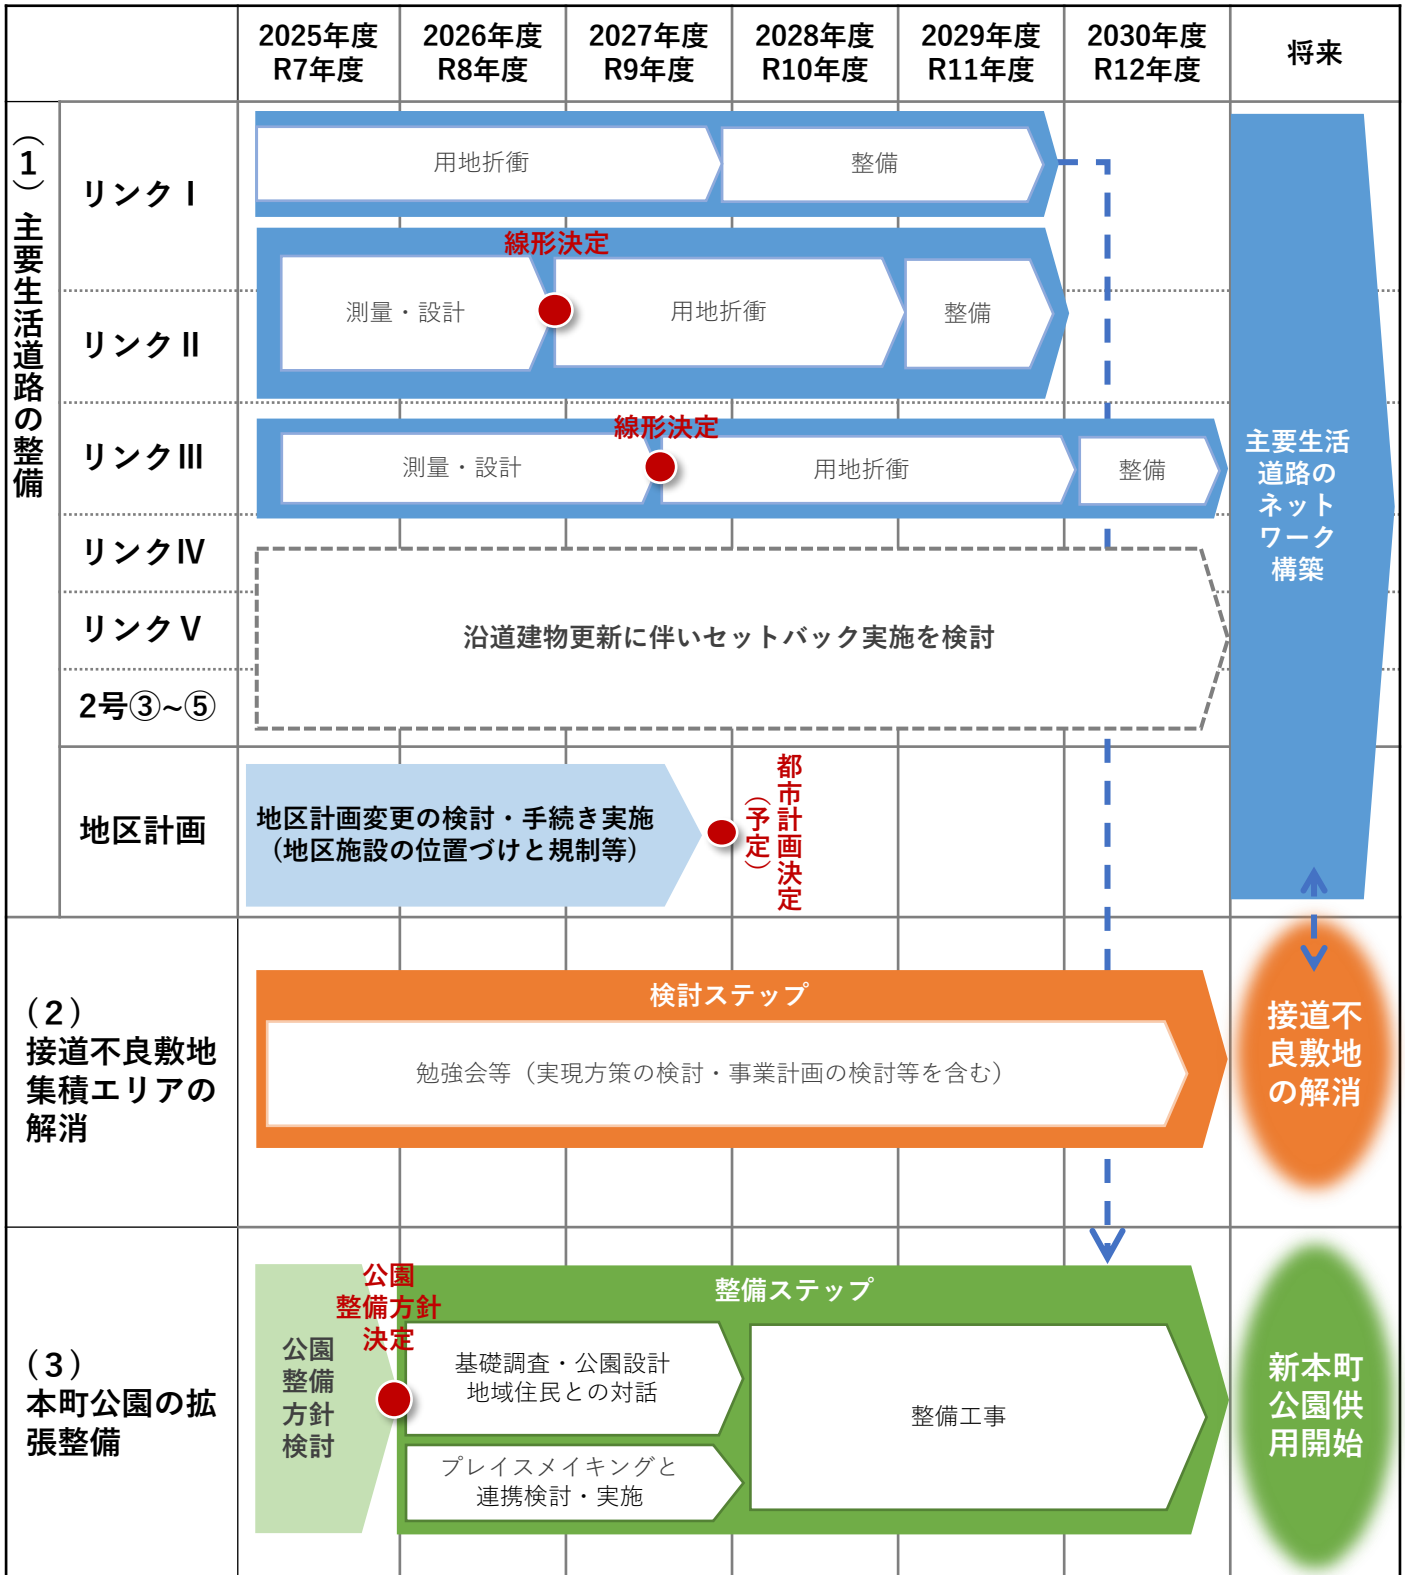 2025年度
R7年度
2026年度
R8年度
2027年度
R9年度
2028年度
R10年度
2029年度
R11年度
2030年度
R12年度
将来
（1）主要生活道路の整備
リンクⅠ
用地折衝
整備
線形決定
リンクⅡ
測量・設計
用地折衝
整備
線形決定
リンクⅢ
測量・設計
用地折衝
整備
リンクⅣ
リンクⅤ
2号③~⑤
沿道建物更新に伴いセットバック実施を検討
主要生活
道路の
ネット
ワーク
構築
地区計画
地区計画変更の検討・手続き実施
（地区施設の位置づけと規制等）
都市計画決定
（予定）
（2）
接道不良敷地
集積エリアの
解消
検討ステップ
勉強会等（実現方策の検討・事業計画の検討等を含む）
接道不
良敷地
の解消
（3）
本町公園の拡
張整備
公園
整備
方針
検討
公園
整備方針
決定
整備ステップ
基礎調査・公園設計
地域住民との対話
プレイスメイキングと
連携検討・実施
整備工事
新本町
公園供
用開始